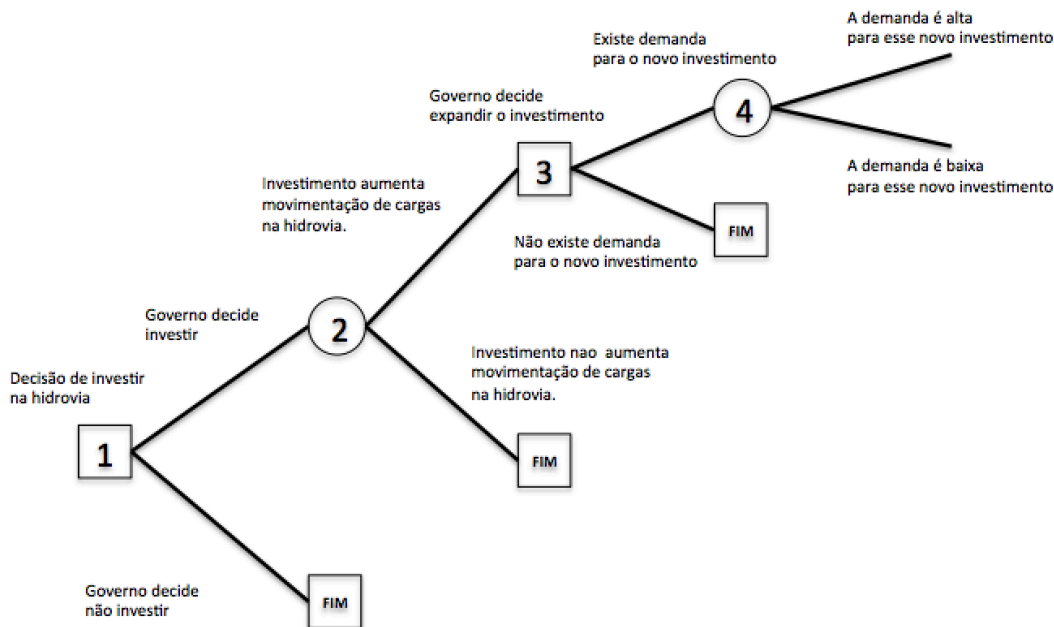 A demanda é alta
para esse novo investimento
Existe demanda
para o novo investimento
4
Governo decide
expandir o investimento
A demanda é baixa
para esse novo investimento
3
Investimento aumenta
movimentação de cargas
na hidrovia.
FIM
Não existe demanda
para o novo investimento
Governo decide
investir
2
Investimento nao aumenta
movimentação de cargas
na hidrovia.
Decisão de investir
na hidrovia
1
FIM
Governo decide
não investir
FIM